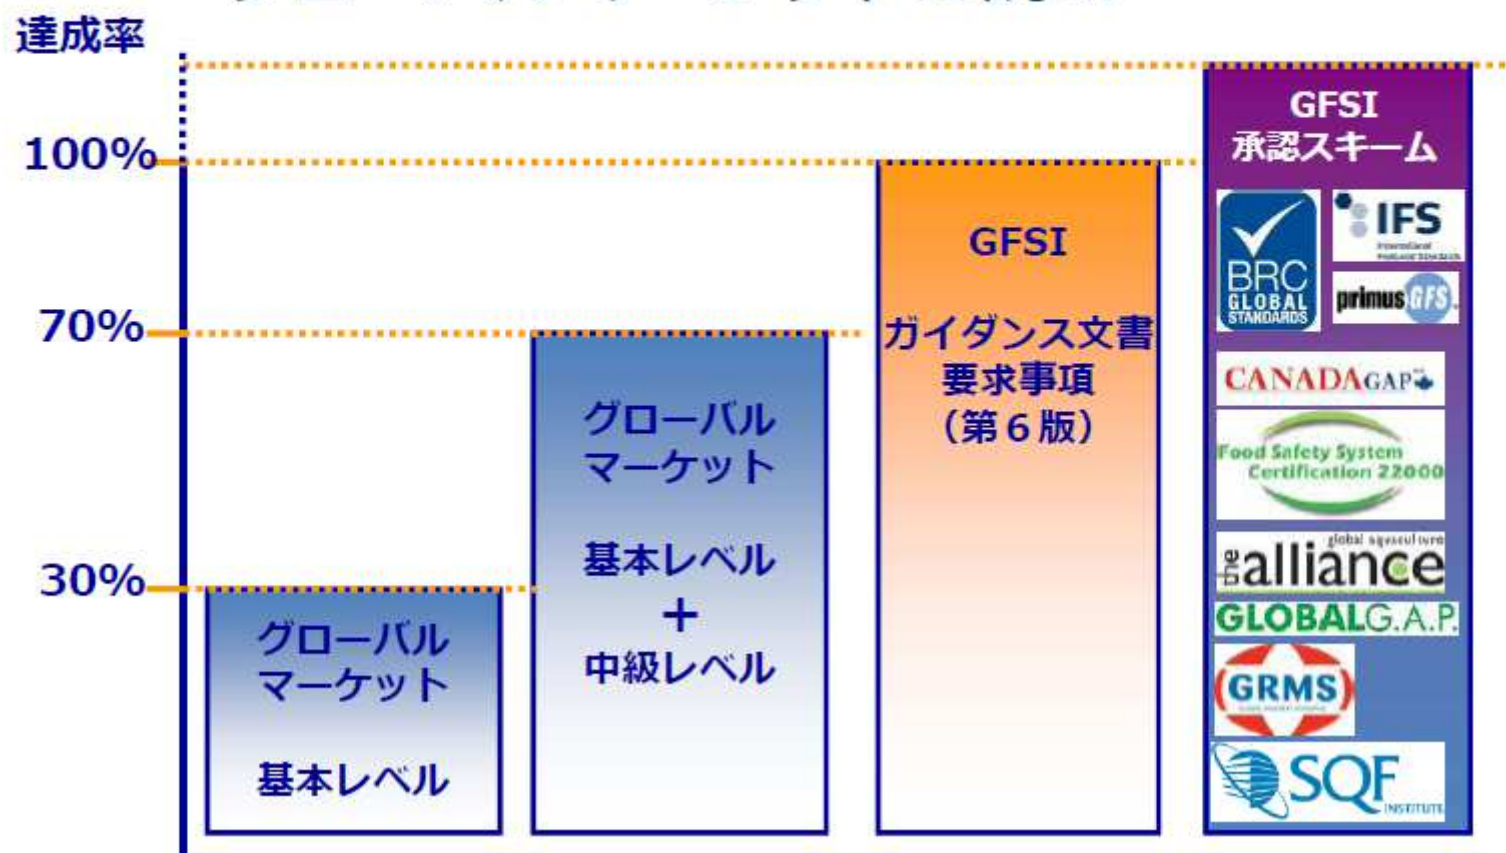 達成率
100%
70%
30%
グローバル
マーケット
基本レベル
グローバル
マーケット
基本レベル
+
中級レベル
GFSI
ガイダンス文書
要求事項
（第６版）
GFSI
承認スキーム
BRC
GLOBAL
STANDARDS
IFS
International
primusGFS
CANADAGAP
Food Safety System
Certification 22000
global aquaculture
the alliance
GLOBALG.A.P.
GRMS
SQF
INSTITUTE